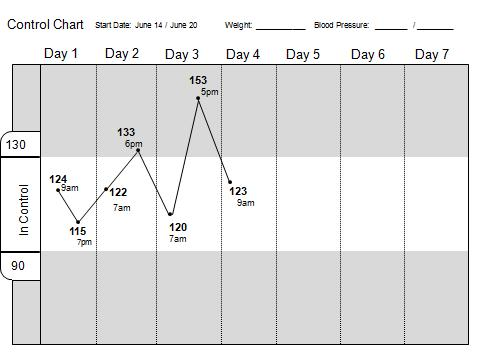 Control Chart Start Date: June 14 / June 20 Weight: __________ Blood Pressure: _______ / ________
Day 1 Day 2 Day 3 Day 4 Day 5 Day 6 Day 7
153
5pm
133
6pm
130
124
9am
122
7am
123
9am
115
7pm
120
7am
In Control
90